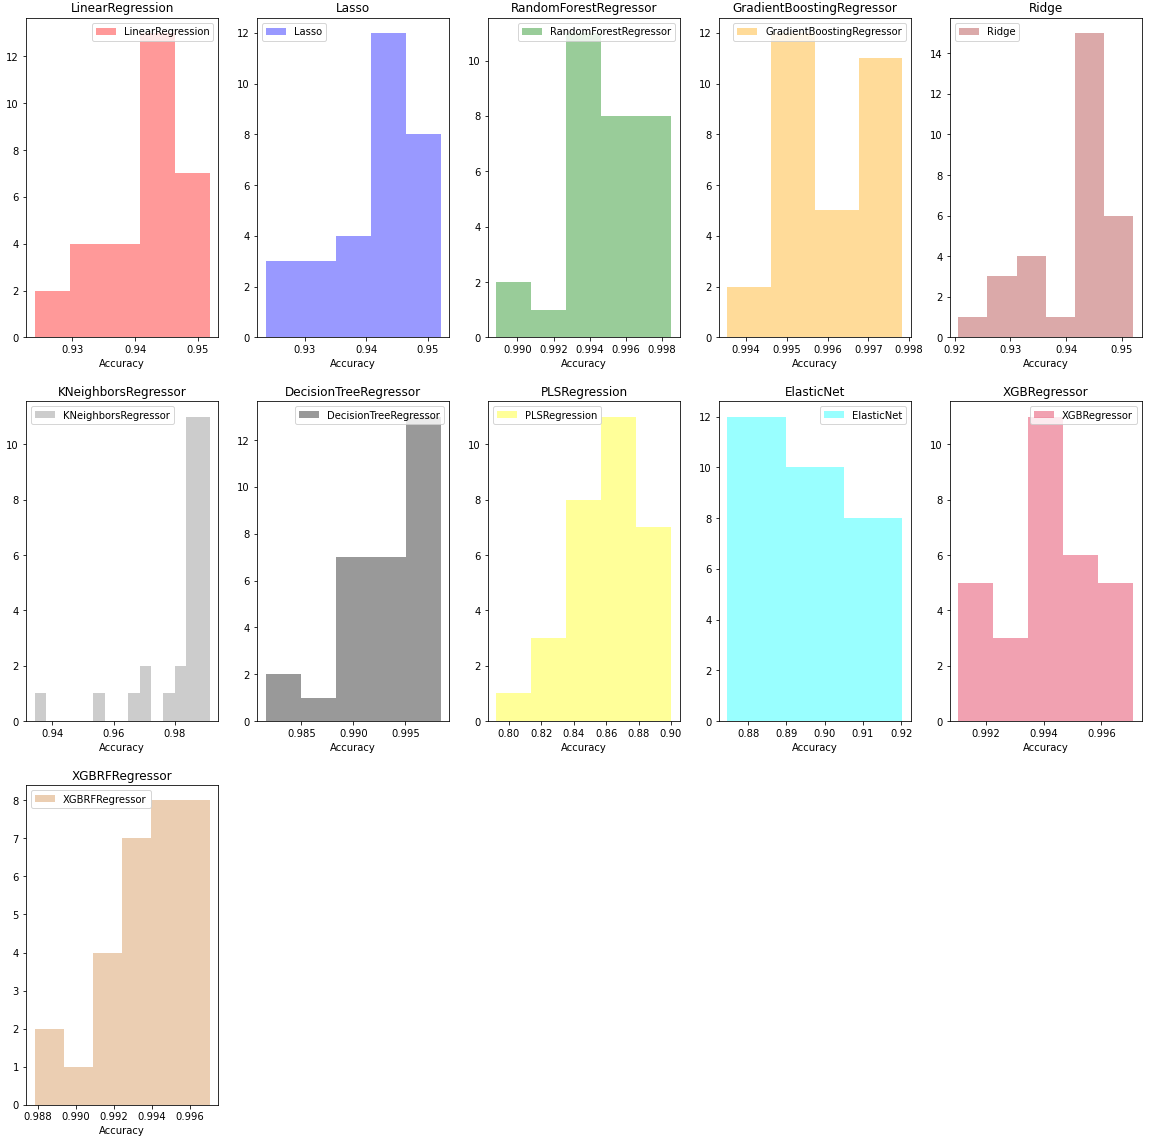 LinearRegression
LinearRegression
12
10
8
6
4
2
0
0.93 0.94 0.95
Accuracy
Lasso
Lasso
12
10
8
6
4
2
0
0.93 0.94 0.95
Accuracy
RandomForestRegressor
RandomForestRegressor
10
8
6
4
2
0
0.990 0.992 0.994 0.996 0.998
Accuracy
GradientBoostingRegressor
GradientBoostingRegressor
12
10
8
6
4
2
0
0.994 0.995 0.996 0.997 0.998
Accuracy
Ridge
Ridge
14
12
10
8
6
4
2
0
0.92 0.93 0.94 0.95
Accuracy
KNeighborsRegressor
KNeighborsRegressor
10
8
6
4
2
0
0.94 0.96 0.98
Accuracy
DecisionTreeRegressor
DecisionTreeRegressor
12
10
8
6
4
2
0
0.985 0.990 0.995
Accuracy
PLSRegression
PLSRegression
10
8
6
4
2
0
0.80 0.82 0.84 0.86 0.88 0.90
Accuracy
ElasticNet
ElasticNet
12
10
8
6
4
2
0
0.88 0.89 0.90 0.91 0.92
Accuracy
XGBRegressor
XGBRegressor
10
8
6
4
2
0
0.992 0.994 0.996
Accuracy
XGBRFRegressor
XGBRFRegressor
8
7
6
5
4
3
2
1
0
0.988 0.990 0.992 0.994 0.996
Accuracy